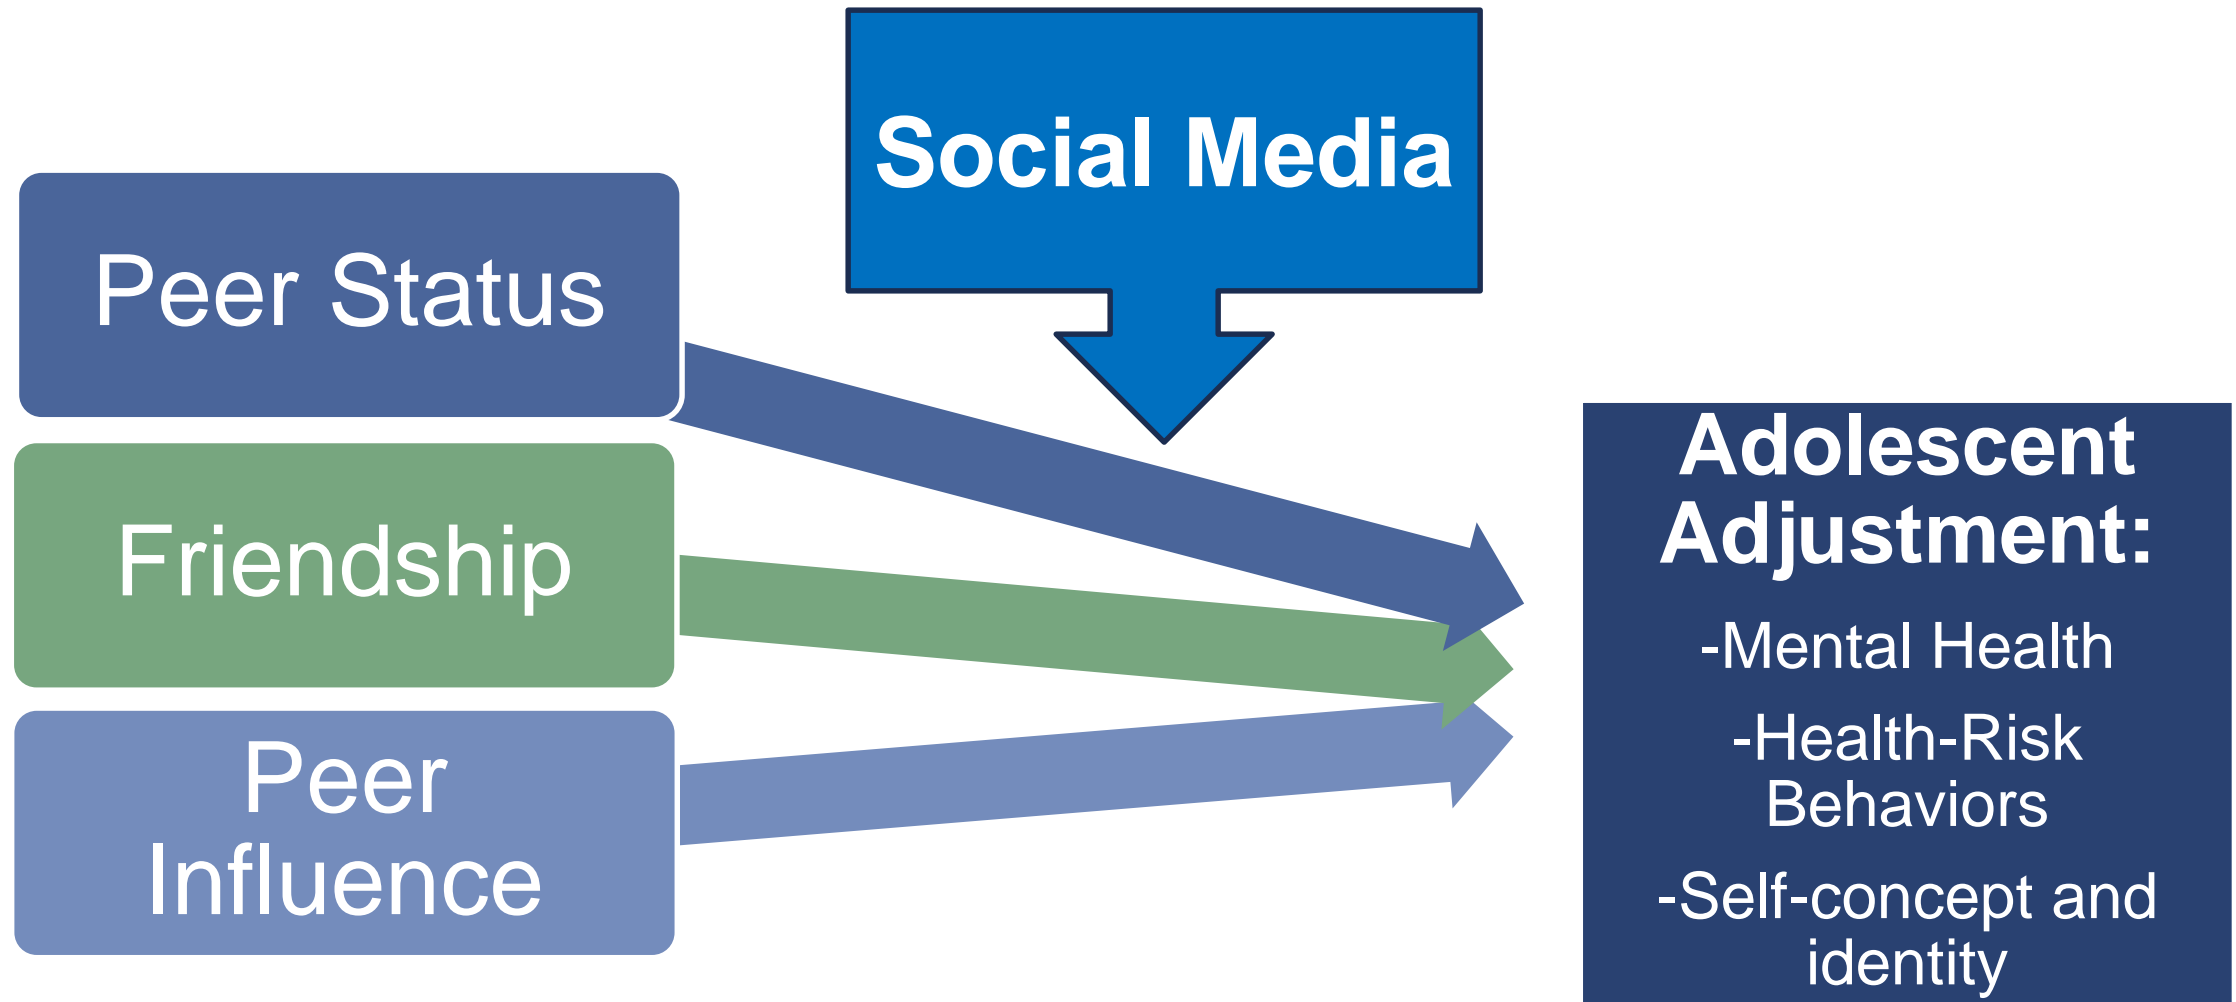 Social Media
Peer Status
Friendship
Peer
Influence
Adolescent
Adjustment:
-Mental Health
-Health-Risk
Behaviors
-Self-concept and
identity